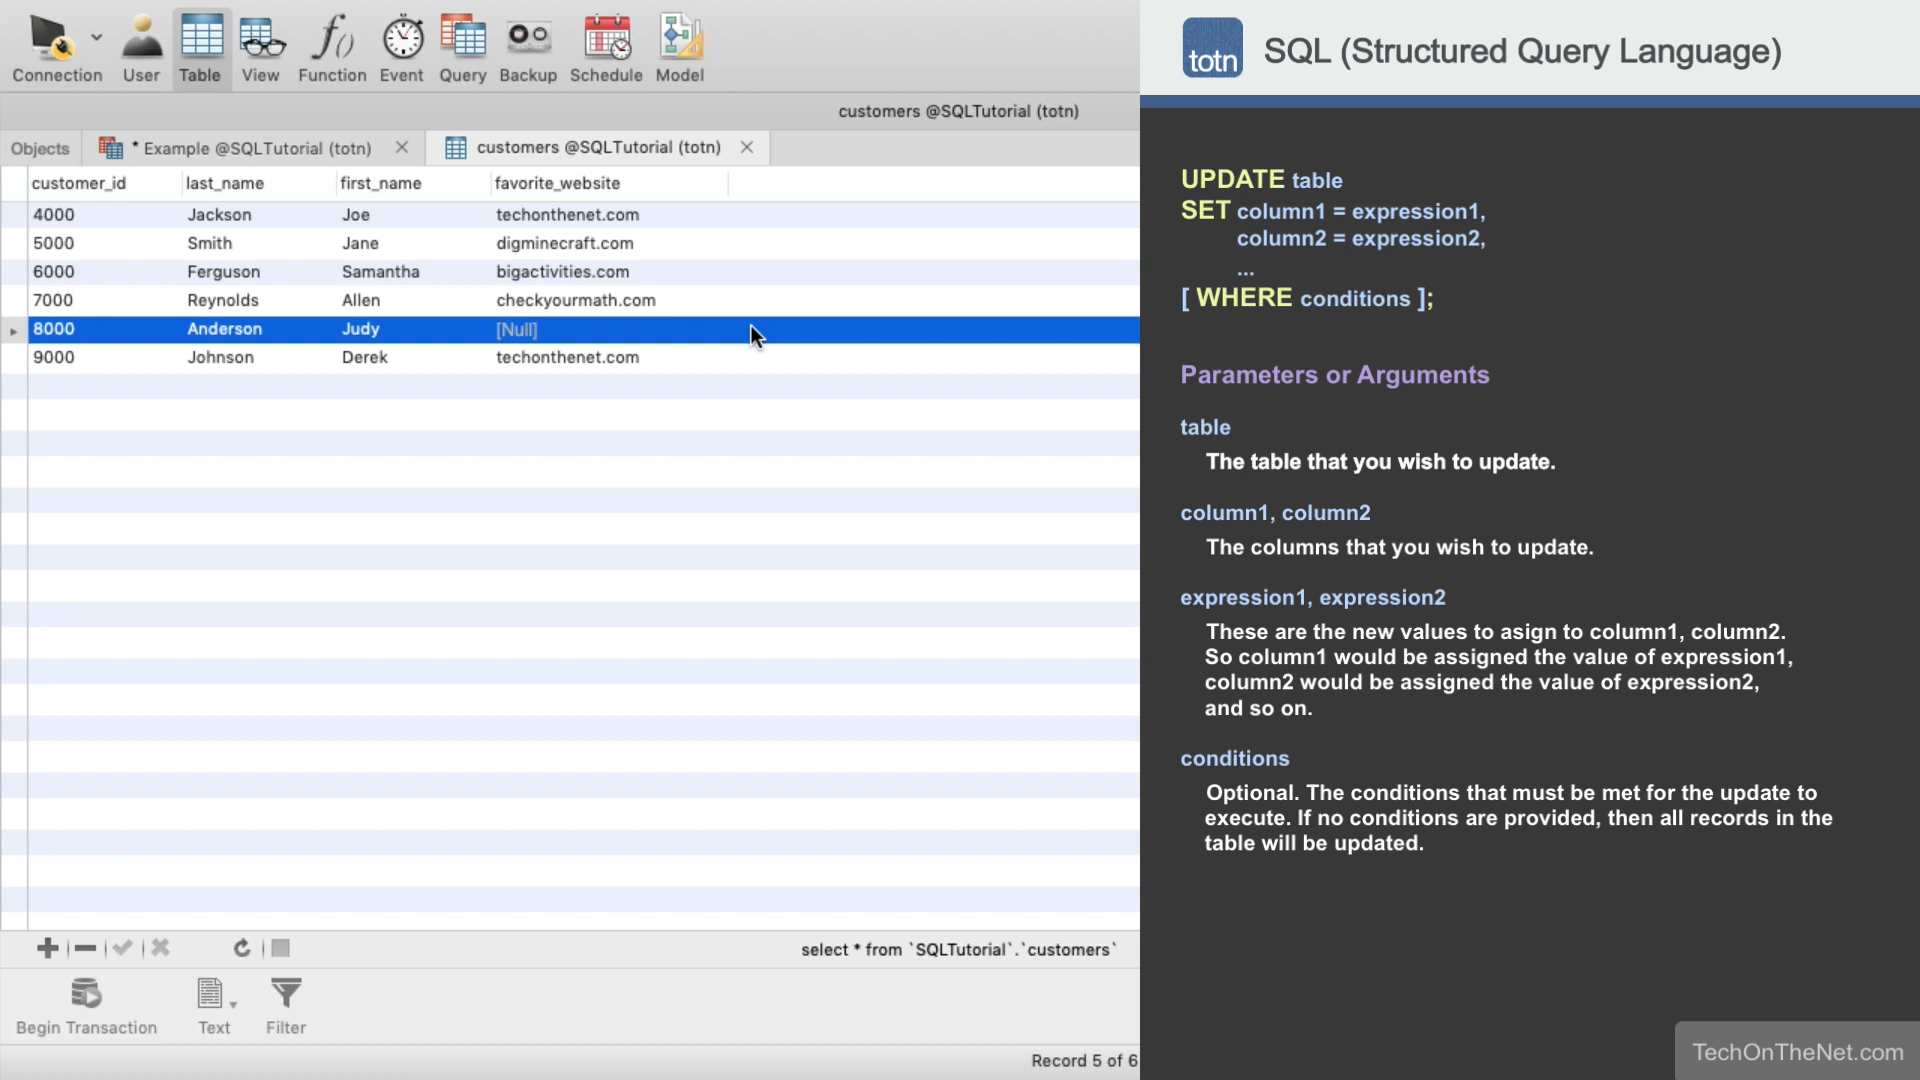 Connection User Table View Function Event Query Backup Schedule Model
customers @SQLTutorial (totn)
Objects * Example @SQLTutorial (totn) customers @SQLTutorial (totn)
customer_id last_name first_name favorite_website
4000 Jackson Joe techonthenet.com
5000 Smith Jane digminecraft.com
6000 Ferguson Samantha bigactivities.com
7000 Reynolds Allen checkyourmath.com
8000 Anderson Judy [Null]
9000 Johnson Derek techonthenet.com
select * from `SQLTutorial`.`customers`
Begin Transaction Text Filter
Record 5 of 6
totn SQL (Structured Query Language)
UPDATE table
SET column1 = expression1,
column2 = expression2,
...
[ WHERE conditions ];
Parameters or Arguments
table
The table that you wish to update.
column1, column2
The columns that you wish to update.
expression1, expression2
These are the new values to asign to column1, column2.
So column1 would be assigned the value of expression1,
column2 would be assigned the value of expression2,
and so on.
conditions
Optional. The conditions that must be met for the update to
execute. If no conditions are provided, then all records in the
table will be updated.
TechOnTheNet.com